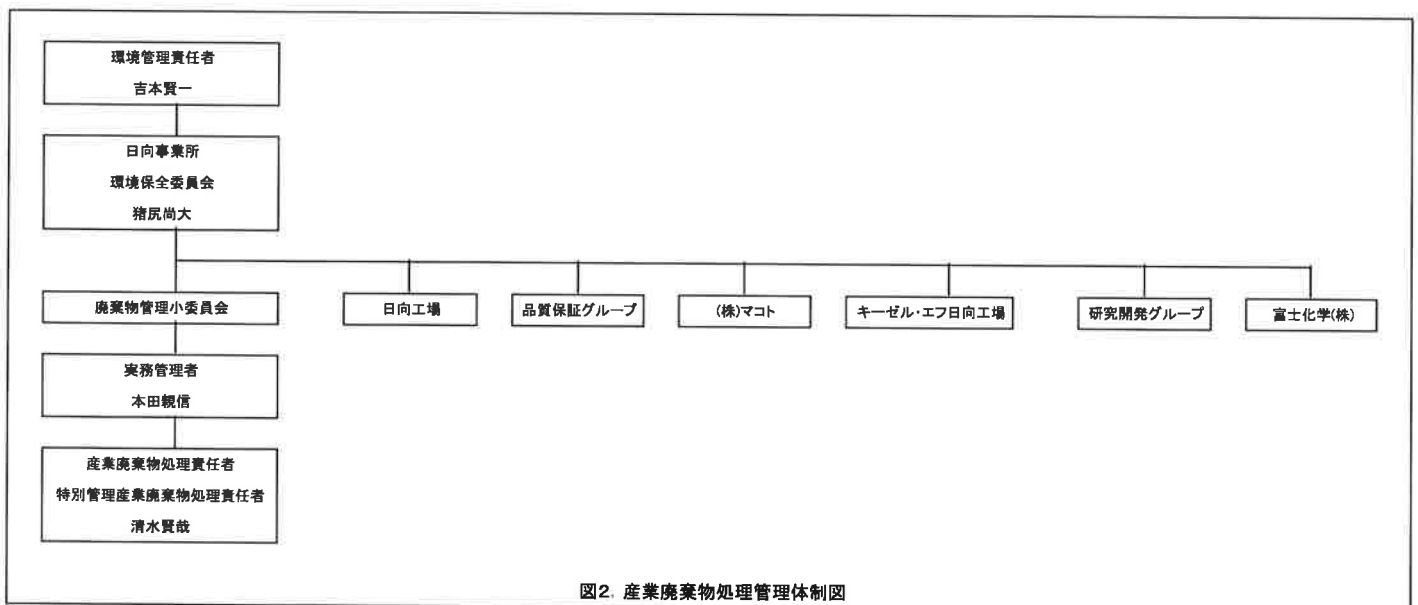 環境管理責任者
吉本賢一
日向事業所
環境保全委員会
猪尻尚大
廃棄物管理小委員会
日向工場
品質保証グループ
(株)マコト
キーゼル・エフ日向工場
研究開発グループ
富士化学(株)
実務管理者
本田親信
産業廃棄物処理責任者
特別管理産業廃棄物処理責任者
清水賢哉
図2. 産業廃棄物処理管理体制図